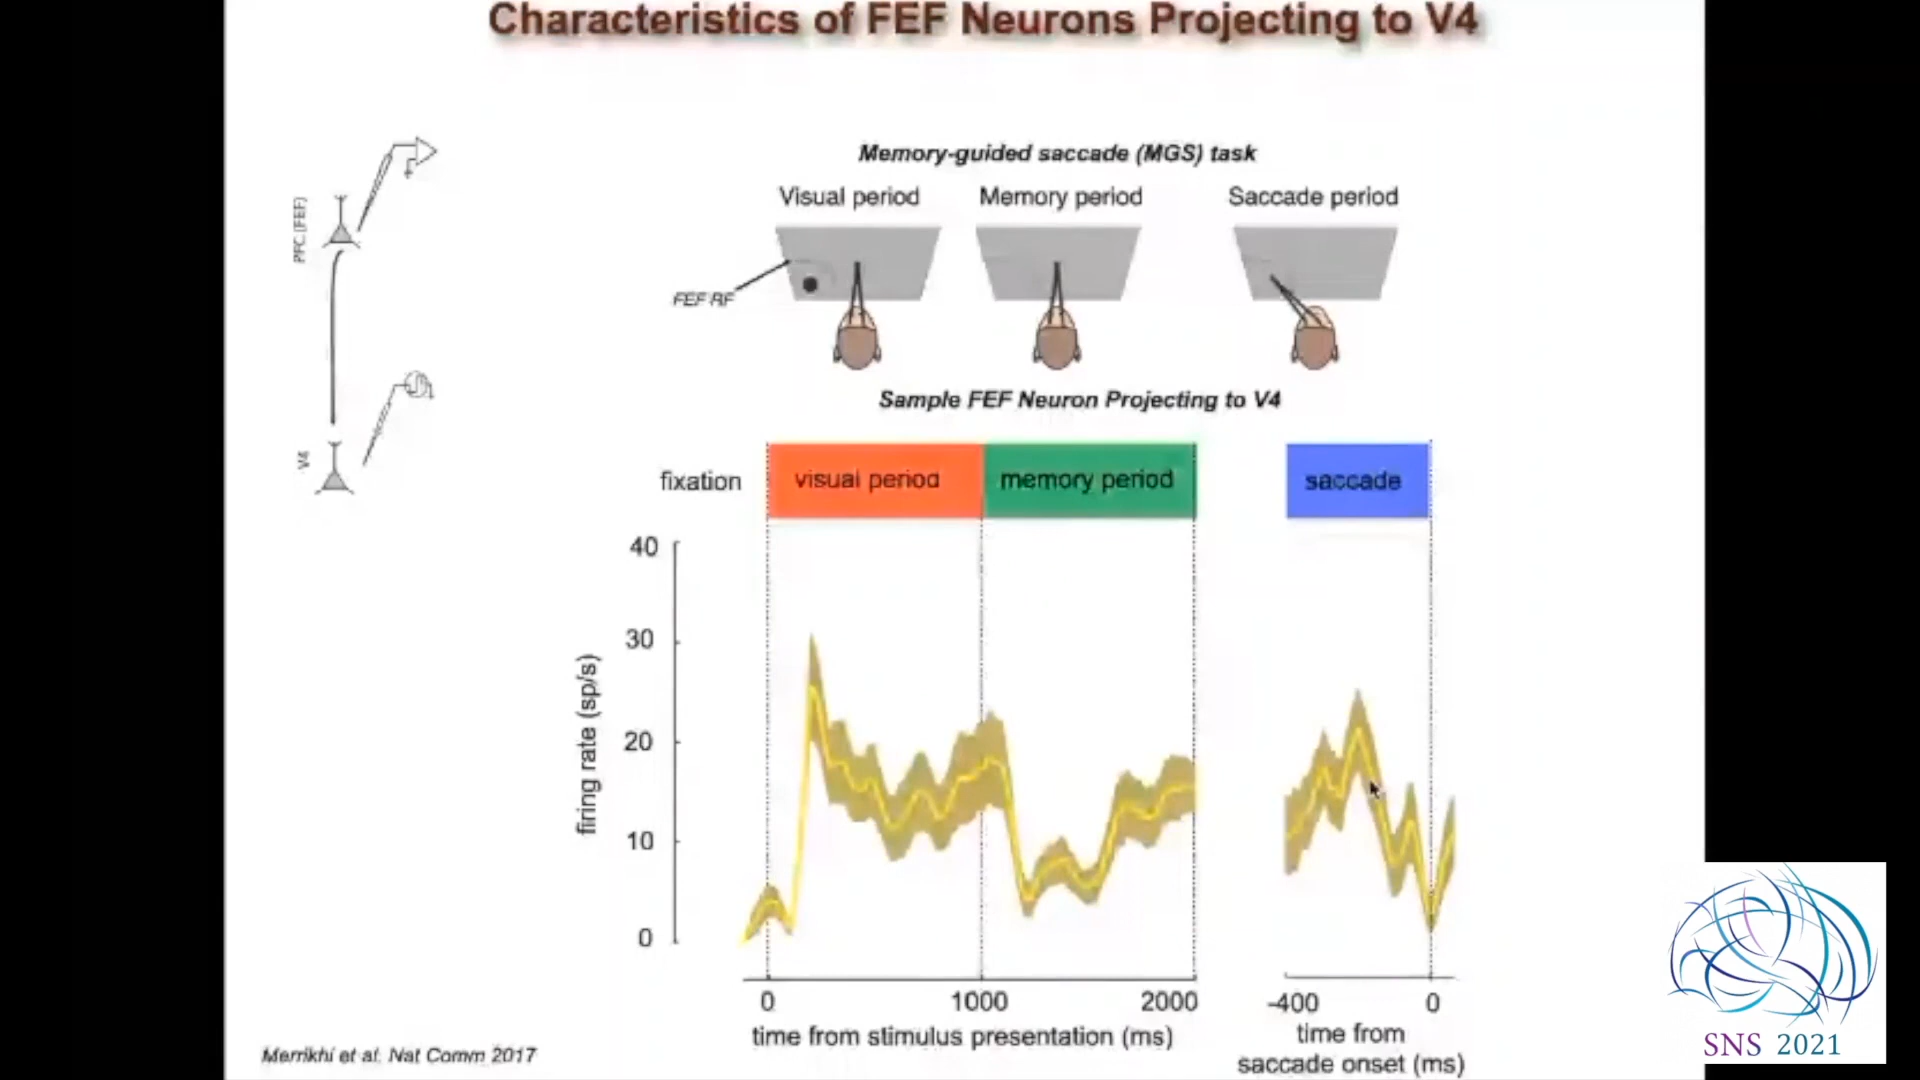 Characteristics of FEF Neurons Projecting to V4
PFC (FEF)
V4
Memory-guided saccade (MGS) task
Visual period
Memory period
Saccade period
FEF RF
Sample FEF Neuron Projecting to V4
fixation
visual period
memory period
saccade
40
30
20
10
0
firing rate (sp/s)
0
1000
2000
time from stimulus presentation (ms)
-400
0
time from
saccade onset (ms)
Merrikhi et al. Nat Comm 2017
SNS 2021